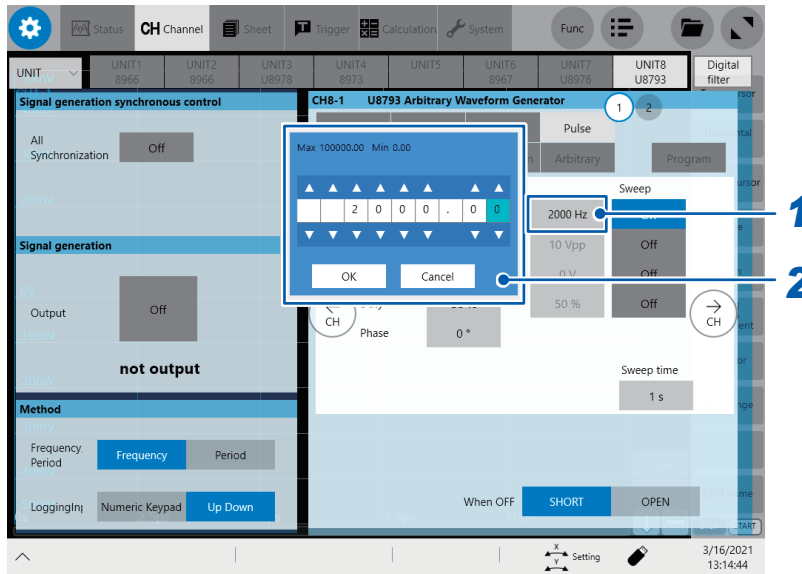 Status CH Channel Sheet Trigger Calculation System Func
UNIT
UNIT1 UNIT2 UNIT3 UNIT4 UNIT5 UNIT6 UNIT7 UNIT8
8966 8966 U8978 8973 8967 U8976 U8793
Digital
filter
Signal generation synchronous control
CH8-1 U8793 Arbitrary Waveform Generator
1 2
All
Synchronization
Off
Pulse
Arbitrary Program
Max 100000.00 Min 0.00
2 0 0 0 . 0 0
OK Cancel
Sweep
2000 Hz
1
10 Vpp Off
0 V Off
2
50 % Off
Signal generation
Output Off
not output
CH
Phase 0 °
CH
Sweep time
1 s
Method
Frequency
Period
Frequency Period
LoggingInp Numeric Keypad Up Down
When OFF SHORT OPEN
X
Y
Setting
3/16/2021
13:14:44